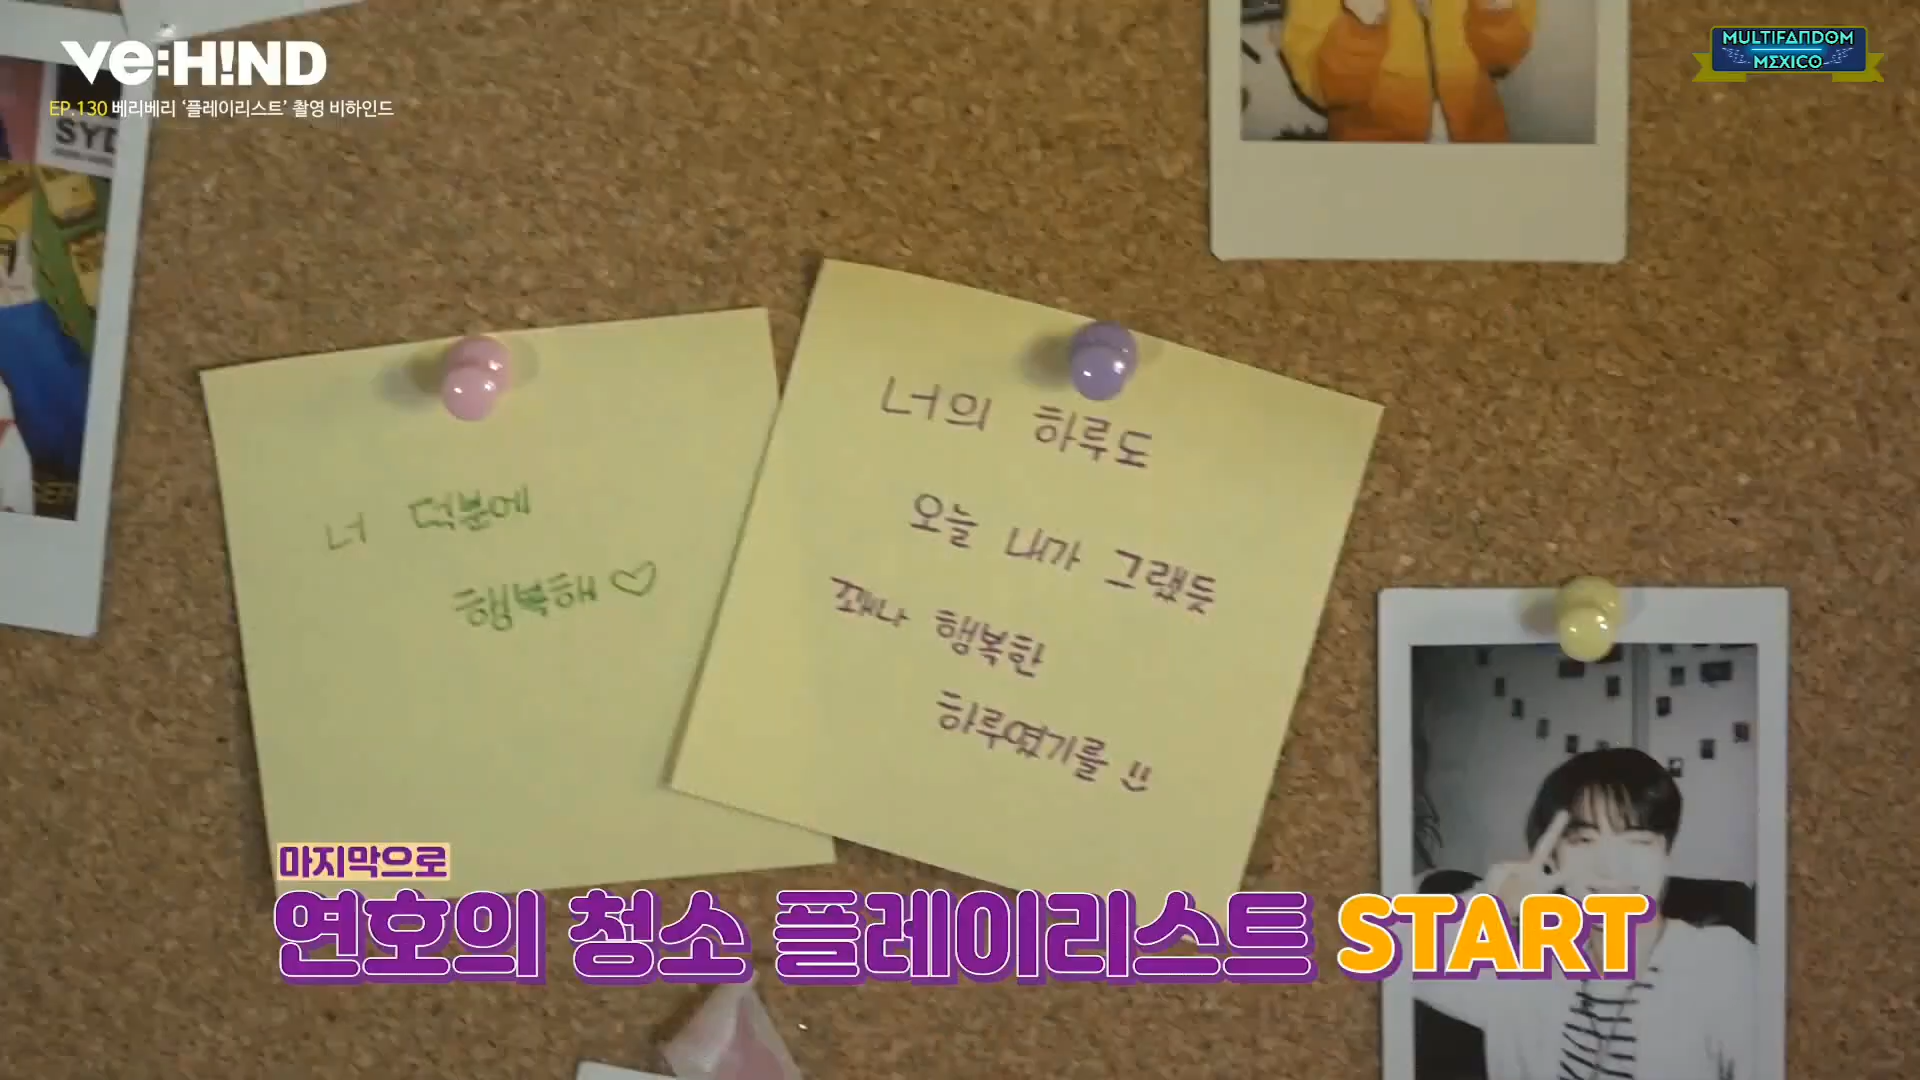 VE:H!ND
EP.130 베리베리 ‘플레이리스트’ 촬영 비하인드
MULTIFANDOM
MEXICO
SYD
너 덕분에
행복해♡
너의 하루도
오늘 내가 그랬듯
꽤나 행복한
하루였기를 :)
마지막으로
연호의 청소 플레이리스트 START